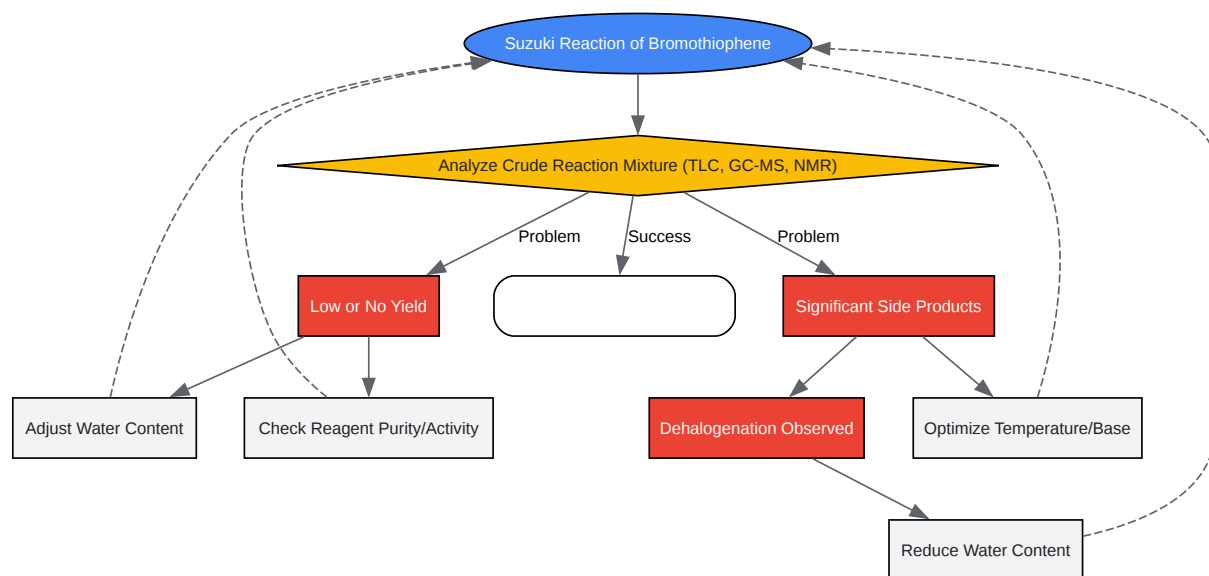 Suzuki Reaction of Bromothiophene
Analyze Crude Reaction Mixture (TLC, GC-MS, NMR)
Problem
Success
Problem
Low or No Yield
Significant Side Products
Adjust Water Content
Check Reagent Purity/Activity
Dehalogenation Observed
Optimize Temperature/Base
Reduce Water Content